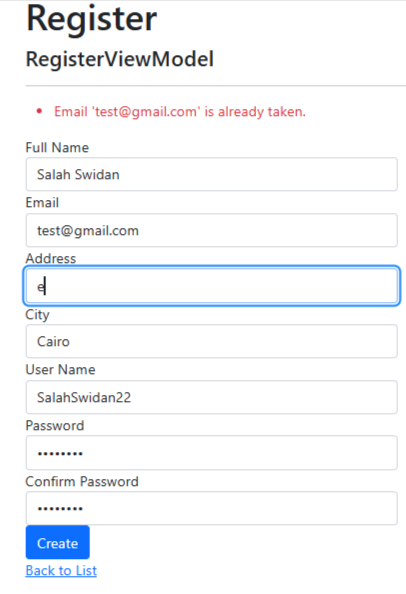 Register
RegisterViewModel
Email 'test@gmail.com' is already taken.
Full Name
Salah Swidan
Email
test@gmail.com
Address
e
City
Cairo
User Name
SalahSwidan22
Password
••••••••
Confirm Password
••••••••
Create
Back to List